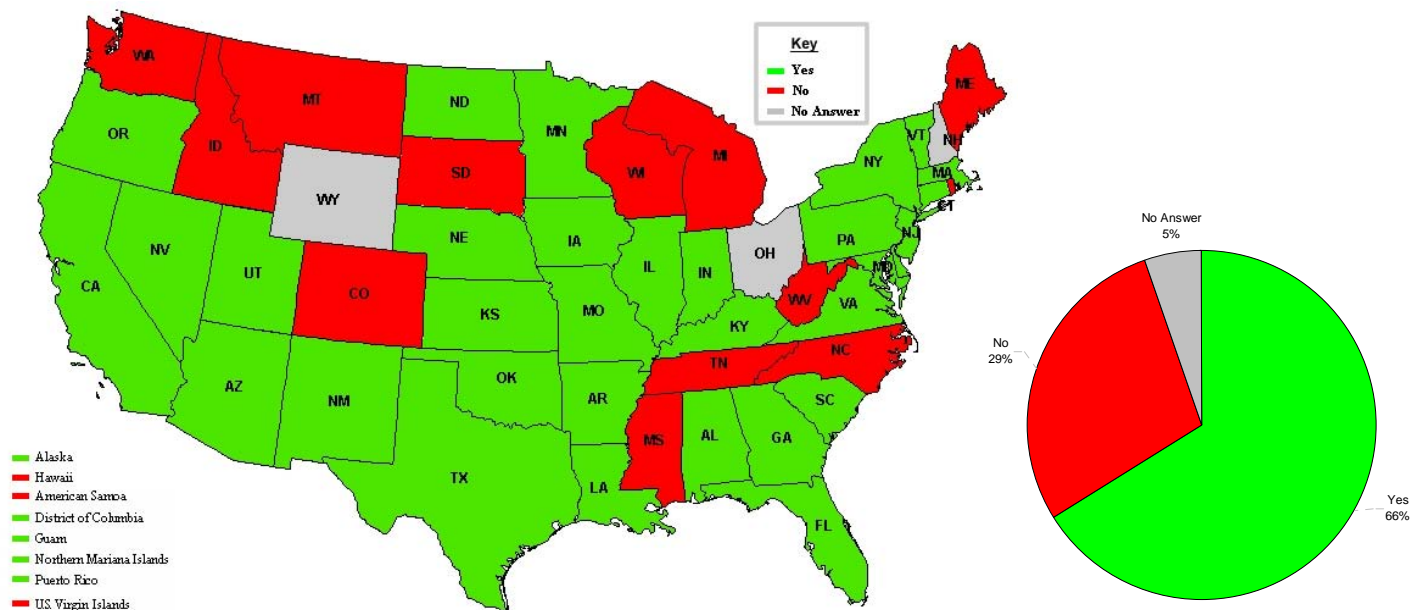 Key
Yes
No
No Answer
WA
MT
ND
MN
ME
OR
ID
SD
WI
MI
VT
NH
NY
MA
WY
CT
NE
IA
PA
NJ
NV
UT
IL
IN
OH
MD
CA
CO
KS
MO
WV
VA
KY
AZ
NM
OK
AR
TN
NC
SC
MS
AL
GA
TX
LA
FL
Alaska
Hawaii
American Samoa
District of Columbia
Guam
Northern Mariana Islands
Puerto Rico
U.S. Virgin Islands
No Answer
5%
No
29%
Yes
66%